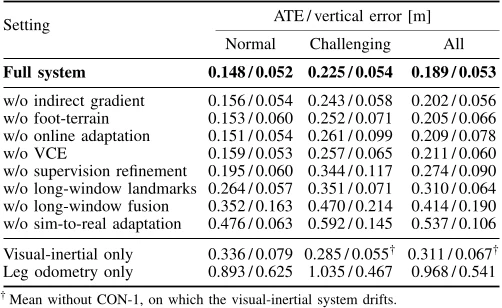 Setting
ATE / vertical error [m]
Normal Challenging All
Full system 0.148 / 0.052 0.225 / 0.054 0.189 / 0.053
w/o indirect gradient 0.156 / 0.054 0.243 / 0.058 0.202 / 0.056
w/o foot-terrain 0.153 / 0.060 0.252 / 0.071 0.205 / 0.066
w/o online adaptation 0.151 / 0.054 0.261 / 0.099 0.209 / 0.078
w/o VCE 0.159 / 0.053 0.257 / 0.065 0.211 / 0.060
w/o supervision refinement 0.195 / 0.060 0.344 / 0.117 0.274 / 0.090
w/o long-window landmarks 0.264 / 0.057 0.351 / 0.071 0.310 / 0.064
w/o long-window fusion 0.352 / 0.163 0.470 / 0.214 0.414 / 0.190
w/o sim-to-real adaptation 0.476 / 0.063 0.592 / 0.145 0.537 / 0.106
Visual-inertial only 0.336 / 0.079 0.285 / 0.055† 0.311 / 0.067†
Leg odometry only 0.893 / 0.625 1.035 / 0.467 0.968 / 0.541
† Mean without CON-1, on which the visual-inertial system drifts.